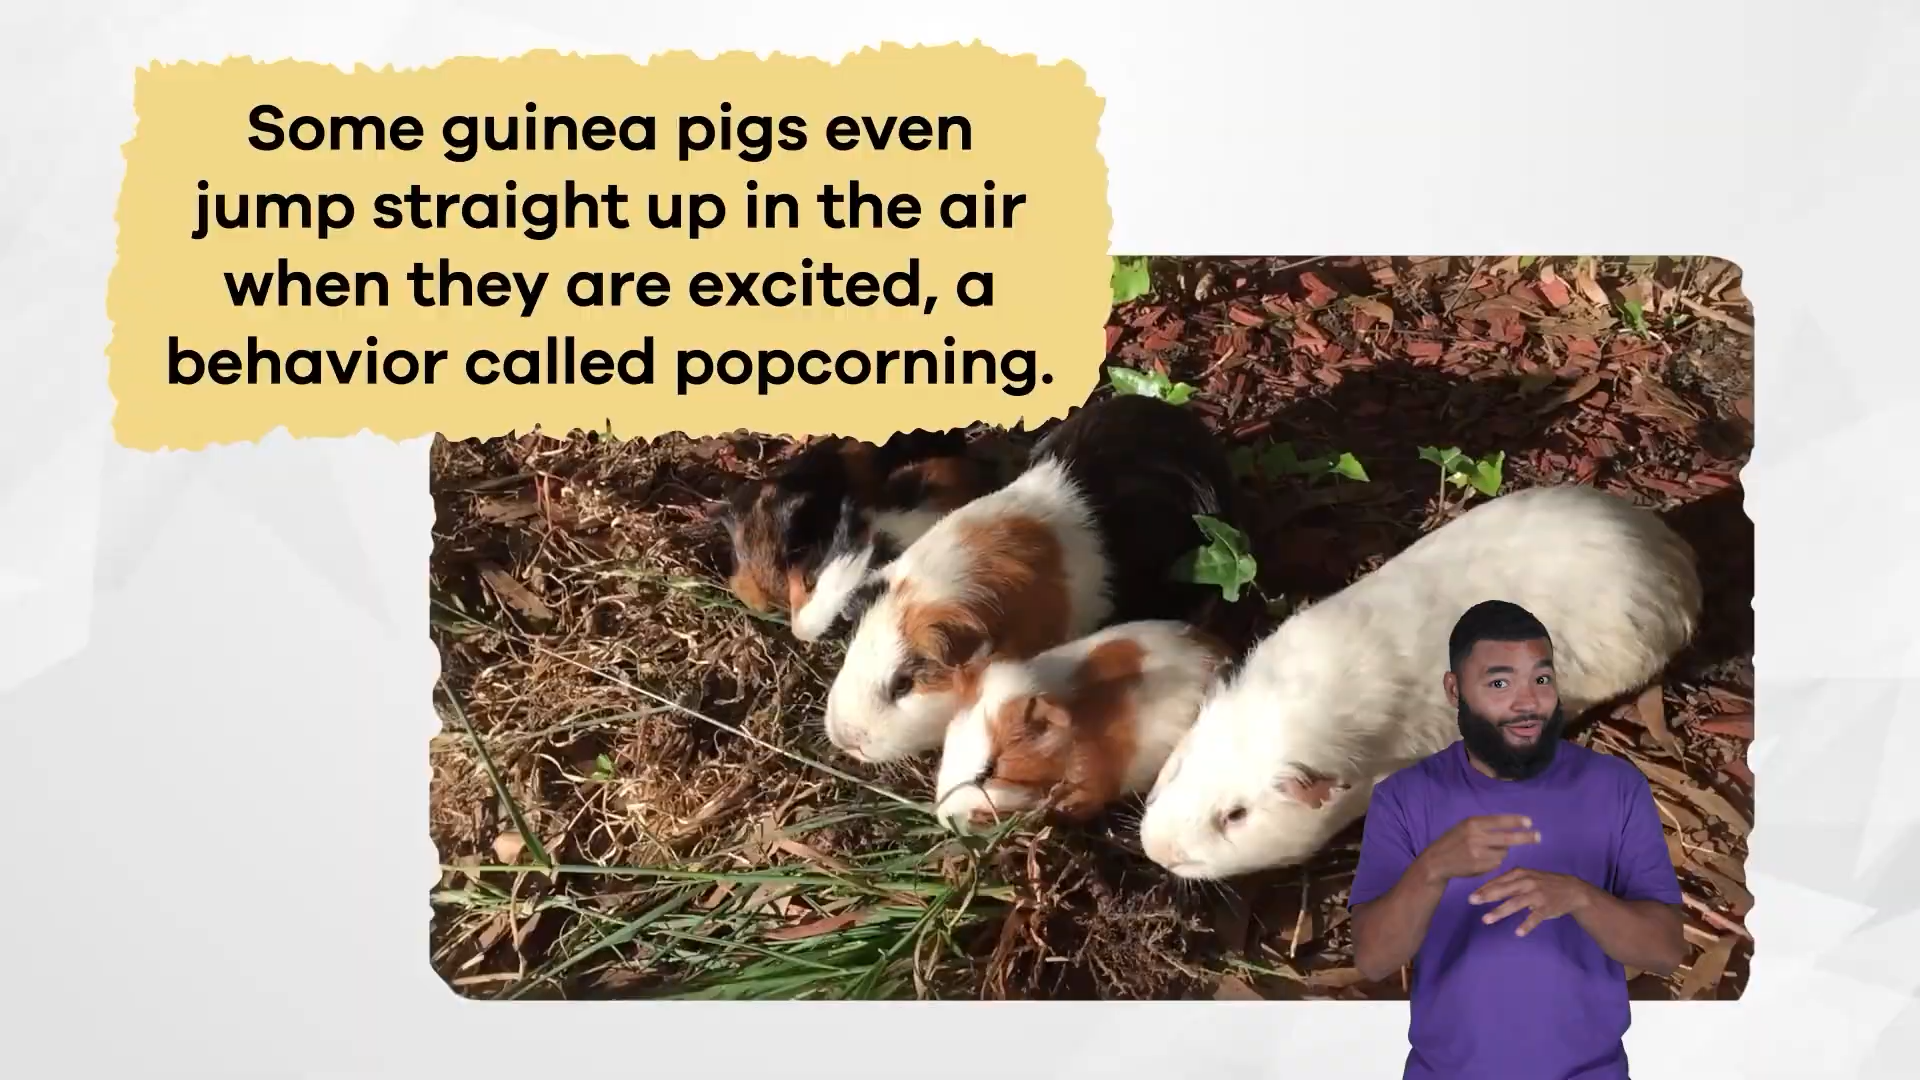 Some guinea pigs even
jump straight up in the air
when they are excited, a
behavior called popcorning.